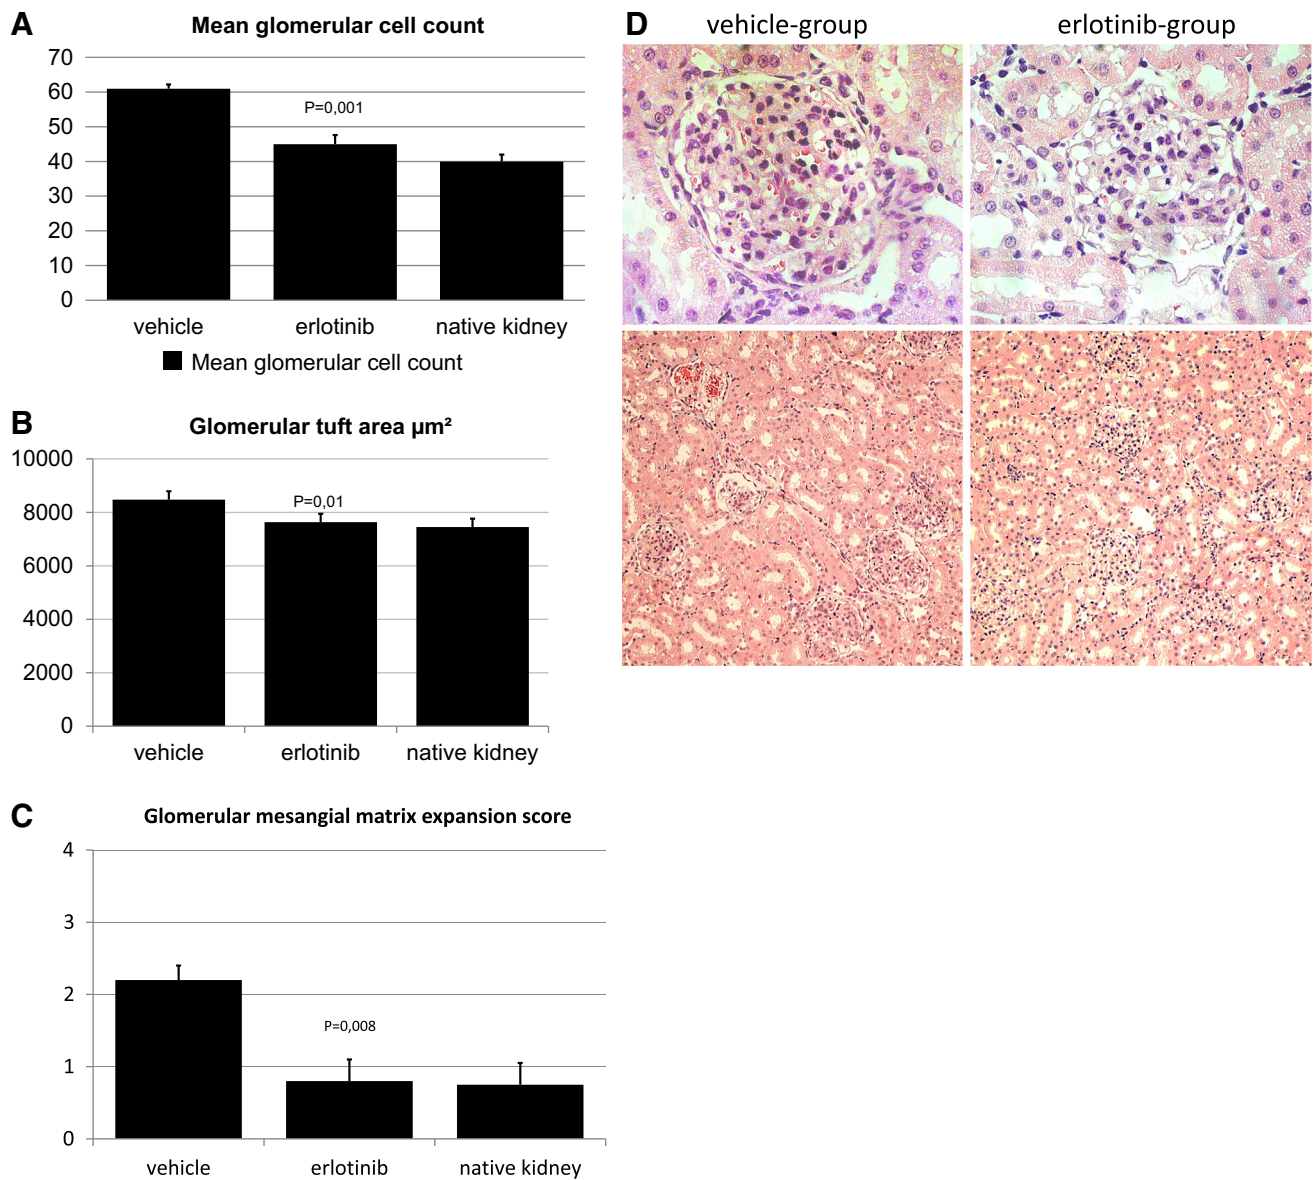 A
Mean glomerular cell count
70
60
50
40
30
20
10
0
P=0,001
vehicle erlotinib native kidney
Mean glomerular cell count
B
Glomerular tuft area µm²
10000
8000
6000
4000
2000
0
P=0,01
vehicle erlotinib native kidney
C
Glomerular mesangial matrix expansion score
4
3
2
1
0
P=0,008
vehicle erlotinib native kidney
D
vehicle-group erlotinib-group